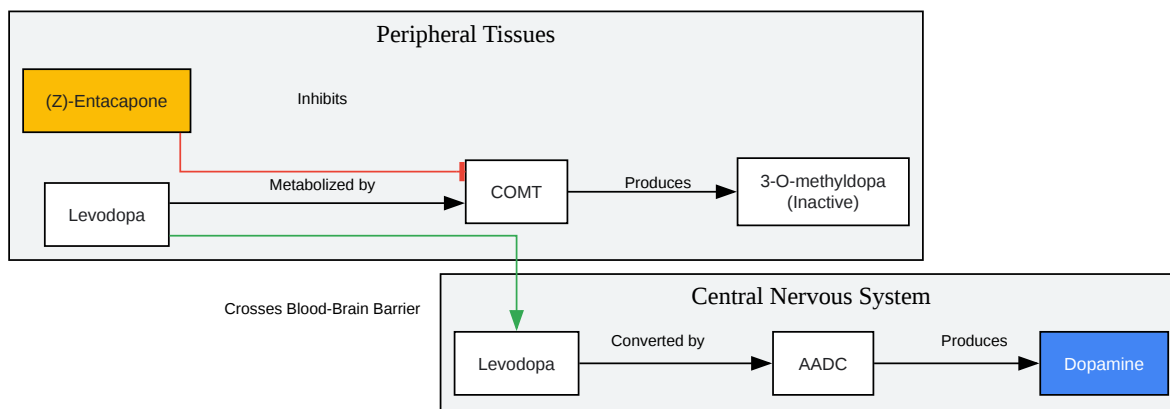 Peripheral Tissues
(Z)-Entacapone
Inhibits
Metabolized by
COMT
Produces
3-O-methyldopa
(Inactive)
Levodopa
Crosses Blood-Brain Barrier
Central Nervous System
Levodopa
Converted by
AADC
Produces
Dopamine